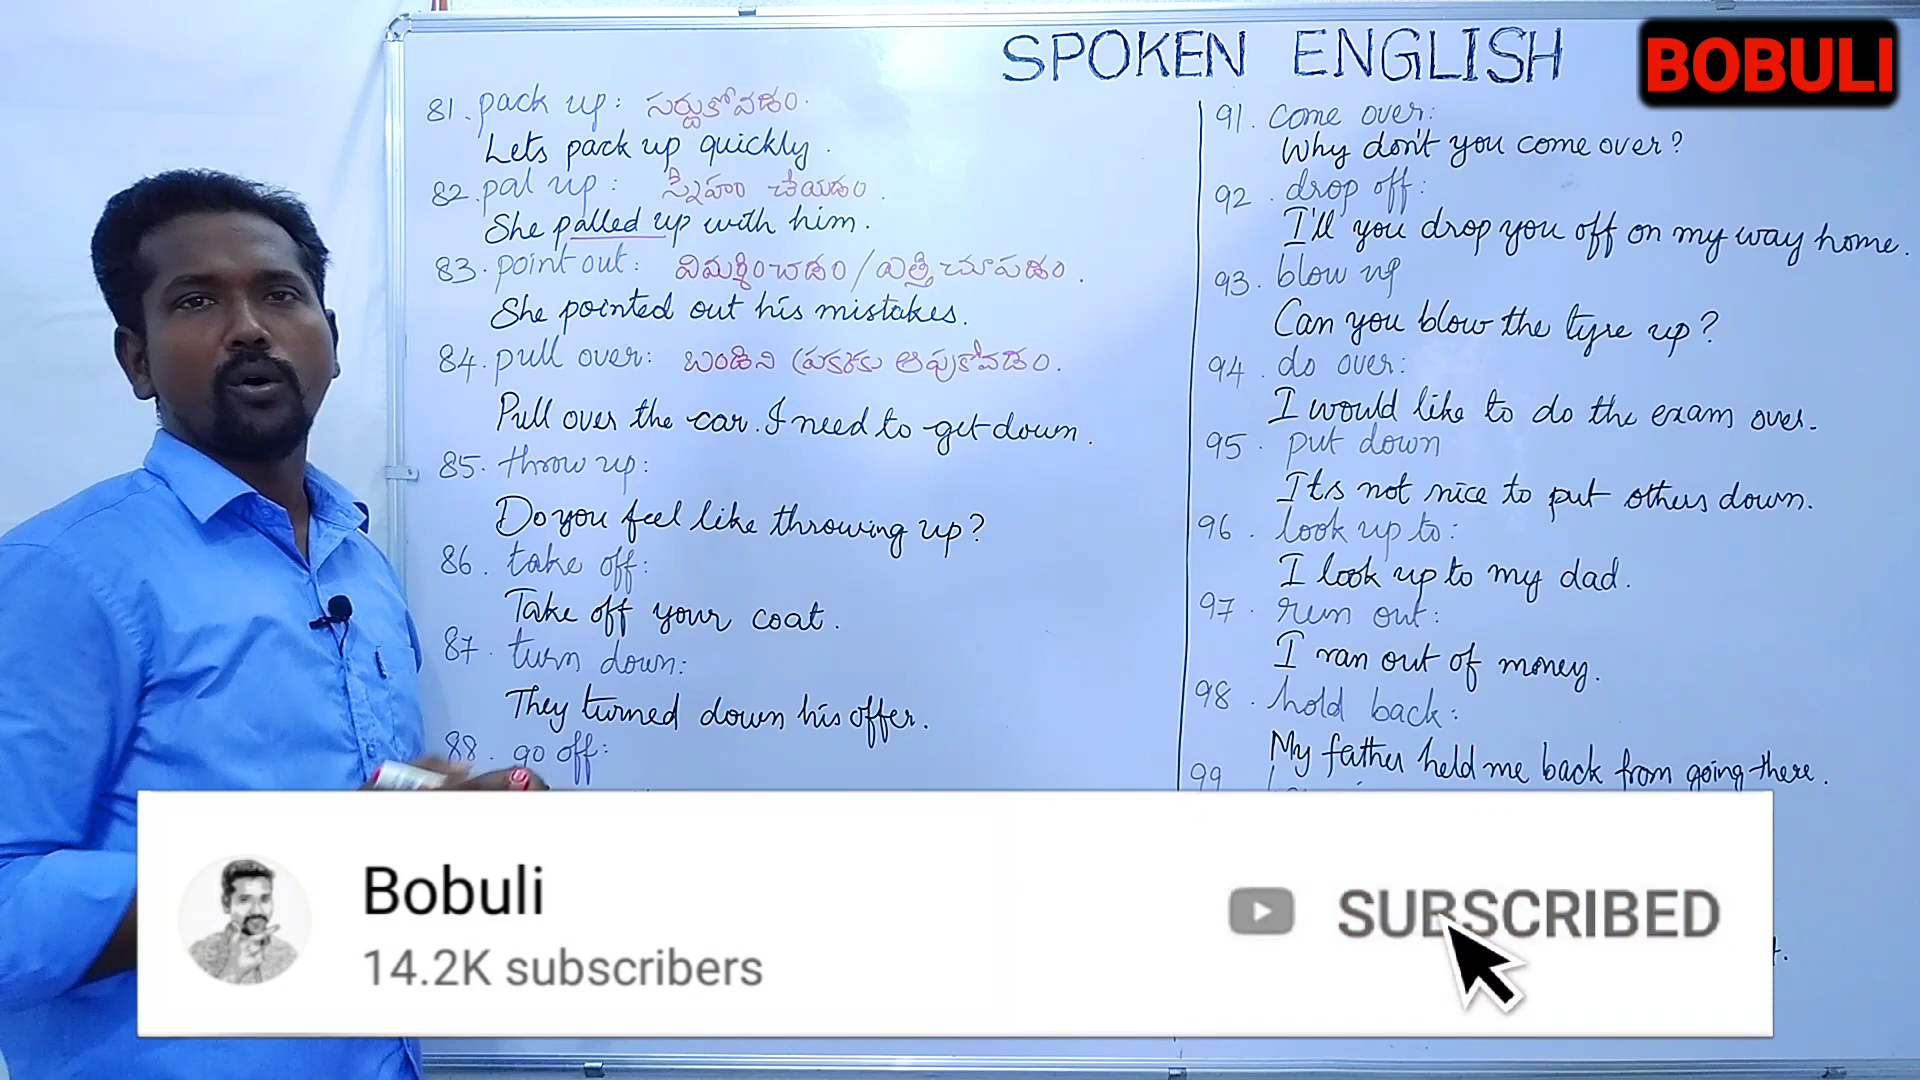 SPOKEN ENGLISH
BOBULI
81. pack up: సర్దుకోవడం.
Lets pack up quickly.
82. pal up: స్నేహం చేయడం.
She palled up with him.
83. point out: విమర్శించడం / ఎత్తి చూపడం.
She pointed out his mistakes.
84. pull over: బండిని ప్రక్కకు ఆపుకోవడం.
Pull over the car. I need to get down.
85. throw up:
Do you feel like throwing up?
86. take off:
Take off your coat.
87. turn down:
They turned down his offer.
88. go off:
91. come over:
Why don't you come over?
92. drop off:
I'll you drop you off on my way home.
93. blow up
Can you blow the tyre up?
94. do over:
I would like to do the exam over.
95. put down
Its not nice to put others down.
96. look up to:
I look up to my dad.
97. run out:
I ran out of money.
98. hold back:
My father held me back from going there.
99
Bobuli
14.2K subscribers
SUBSCRIBED